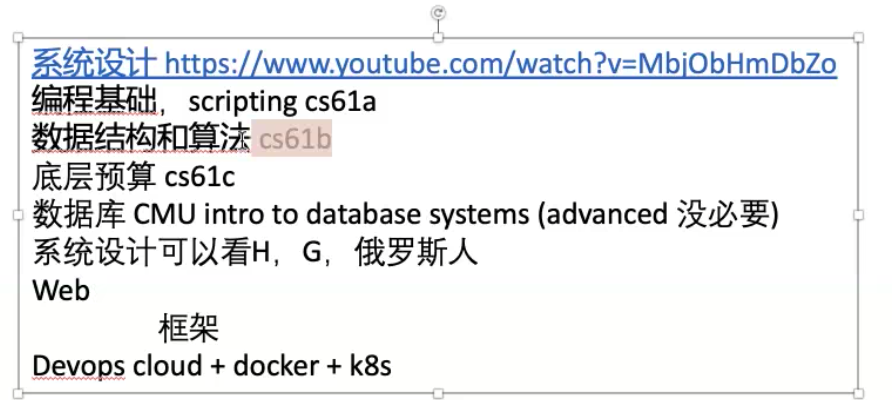 系统设计 https://www.youtube.com/watch?v=MbjObHmDbZo
编程基础，scripting cs61a
数据结构和算法 cs61b
底层预算 cs61c
数据库 CMU intro to database systems (advanced 没必要)
系统设计可以看H，G，俄罗斯人
Web
框架
Devops cloud + docker + k8s